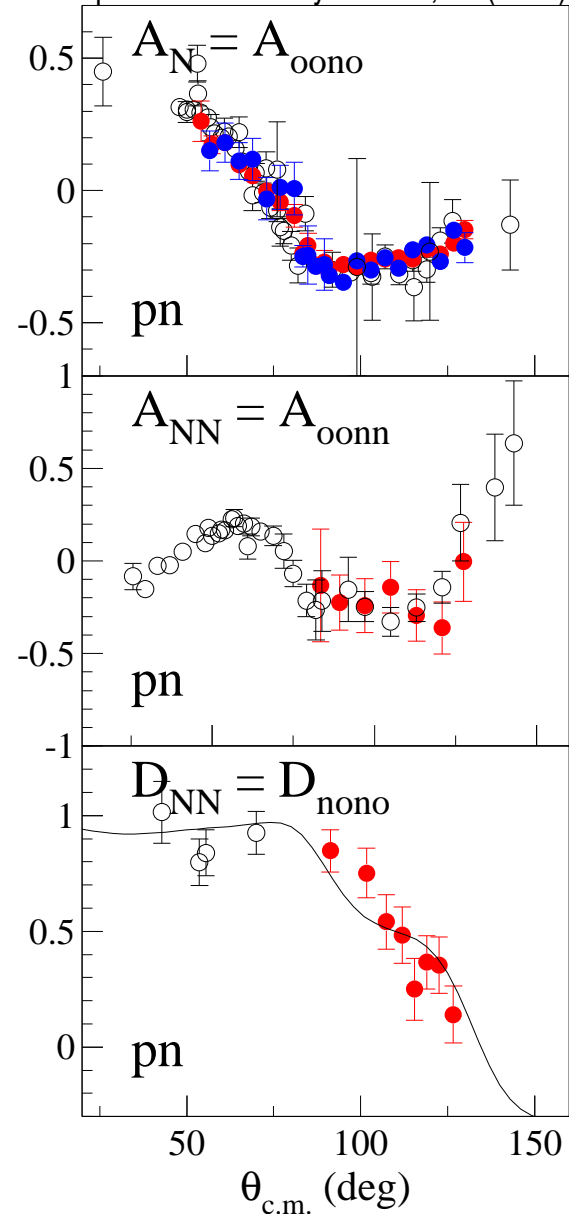 A_N = A_oono
0.5
0
-0.5
pn
1
A_NN = A_oonn
0.5
0
-0.5
pn
-1
D_NN = D_nono
1
0.5
0
pn
50 100 150
θ_c.m. (deg)